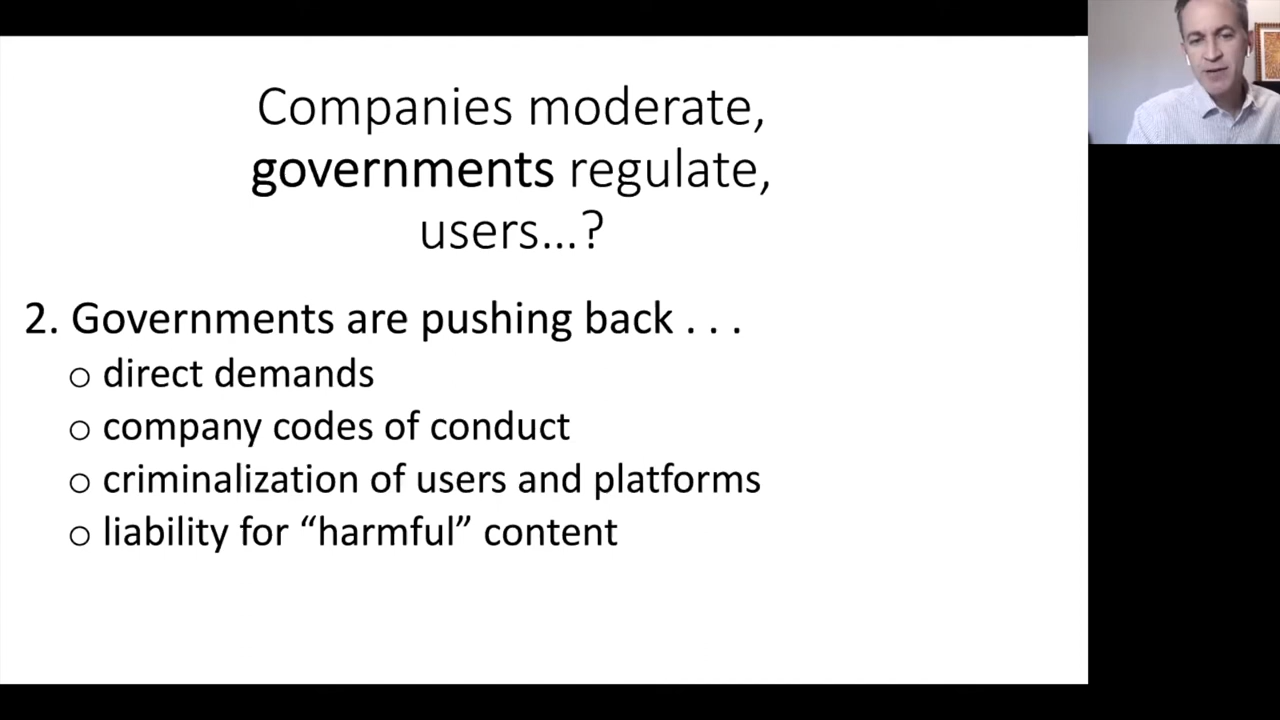 Companies moderate,
governments regulate,
users...?
2. Governments are pushing back . . .
o direct demands
o company codes of conduct
o criminalization of users and platforms
o liability for “harmful” content